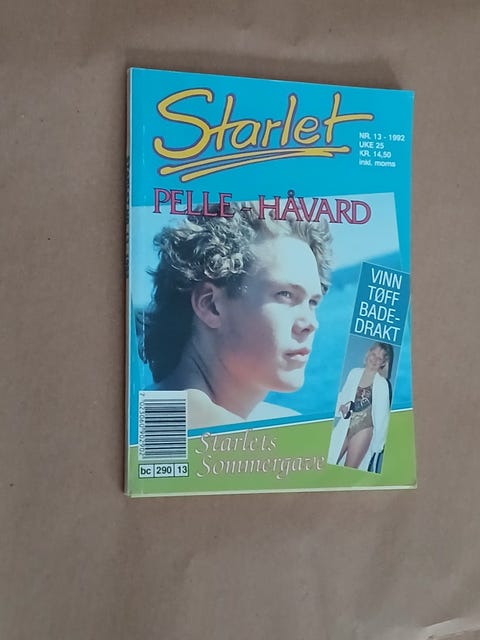 Starlet
NR. 13 - 1992
UKE 25
KR. 14,50
inkl. moms
PELLE - HÅVARD
VINN
TØFF
BADE-
DRAKT
Starlets
Sommergave
bc 290 13